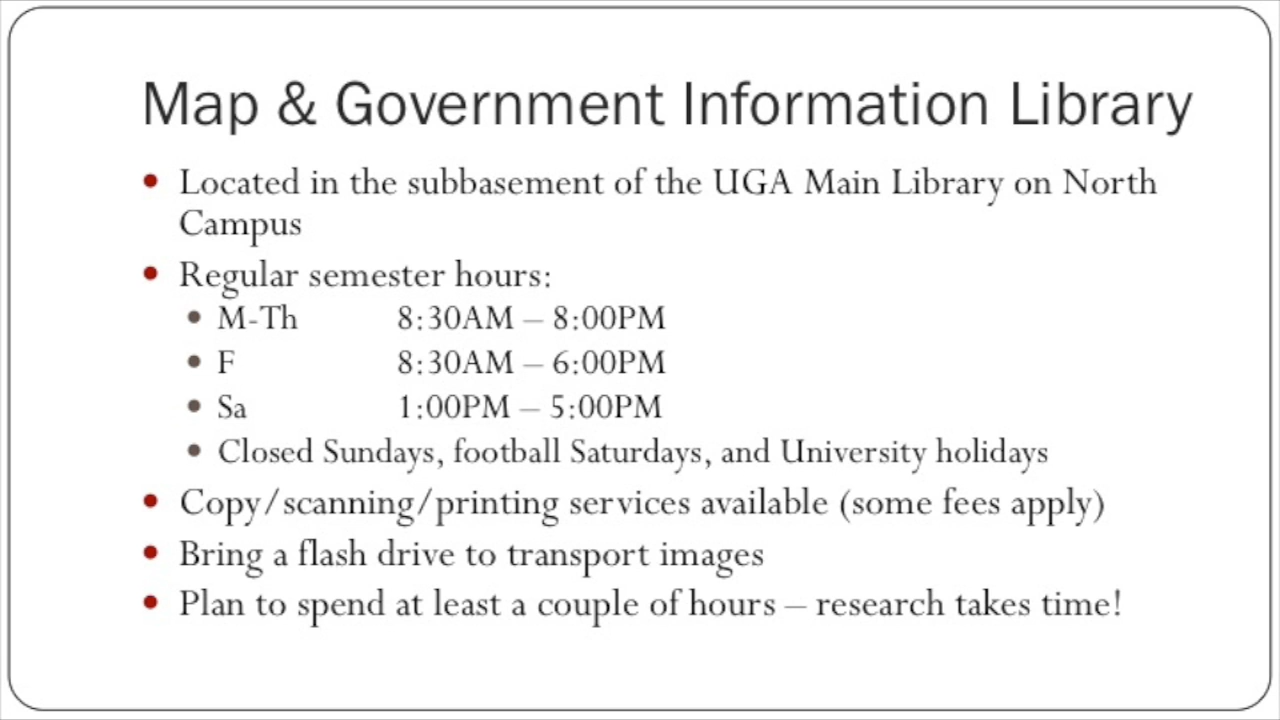 Map & Government Information Library
• Located in the subbasement of the UGA Main Library on North
Campus
• Regular semester hours:
• M-Th 8:30AM – 8:00PM
• F 8:30AM – 6:00PM
• Sa 1:00PM – 5:00PM
• Closed Sundays, football Saturdays, and University holidays
• Copy/scanning/printing services available (some fees apply)
• Bring a flash drive to transport images
• Plan to spend at least a couple of hours – research takes time!